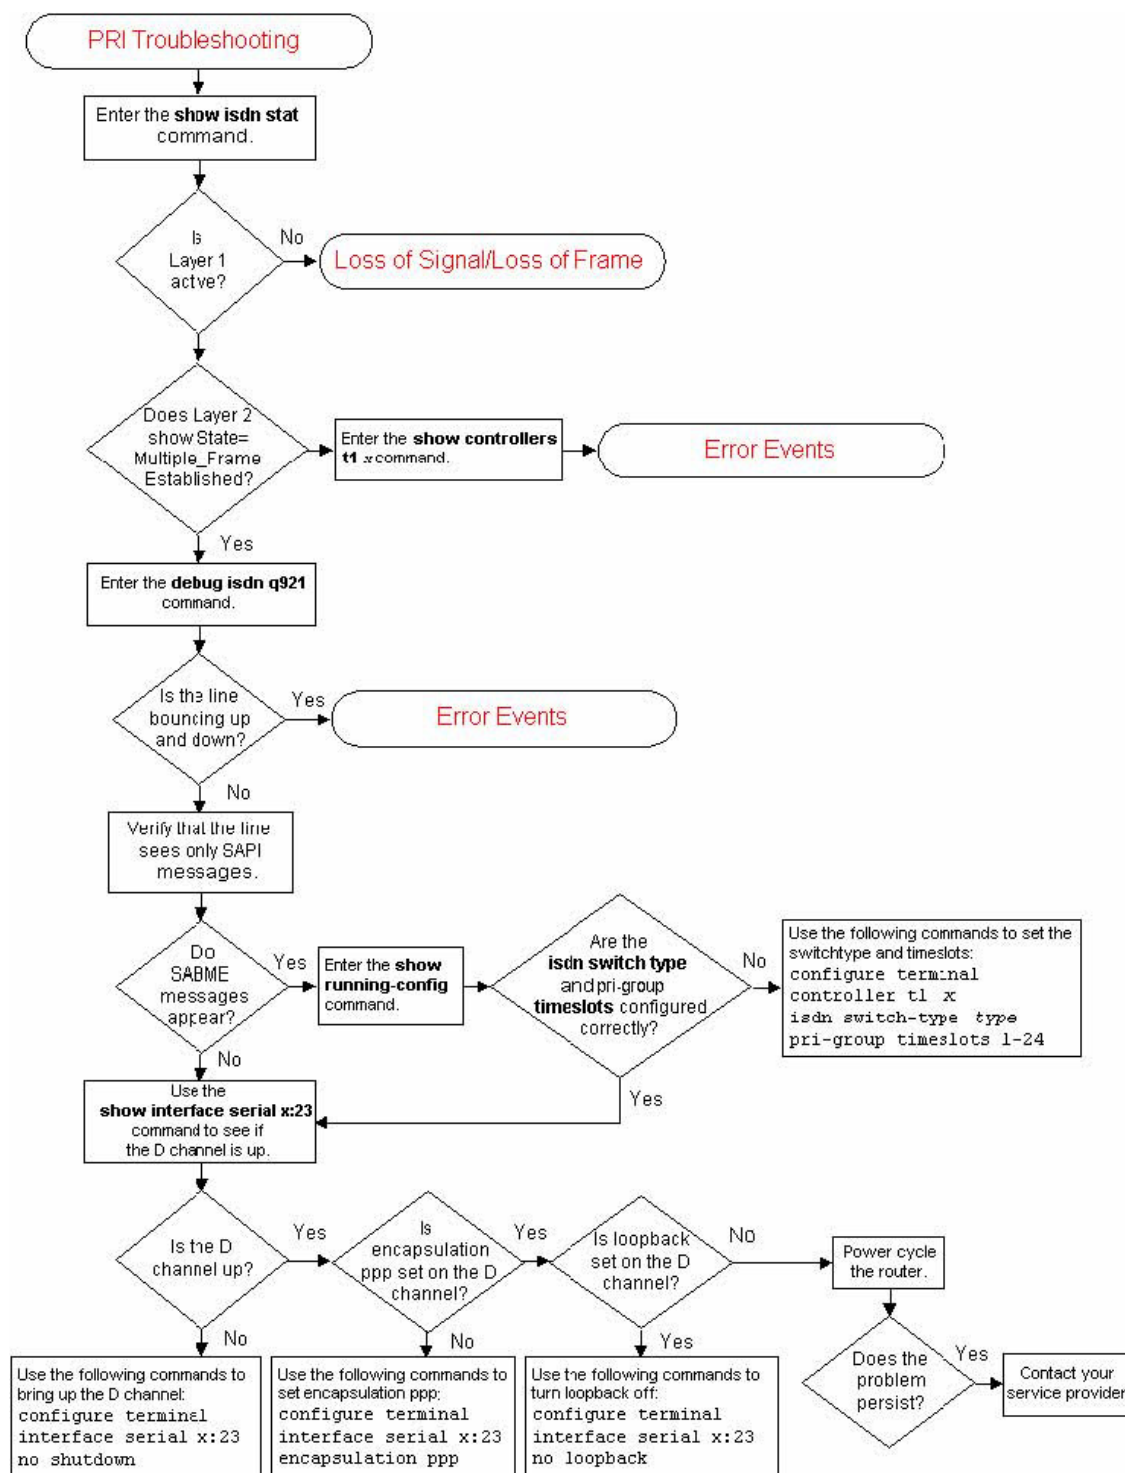 PRI Troubleshooting
Enter the show isdn stat
command.
Is
Layer 1
actve?
No
Loss of Signal/Loss of Frame
Does Layer 2
show State=
Multiple_Frame
Established?
Enter the show controllers
t1 x command.
Error Events
Yes
Enter the debug isdn q921
command.
Is the line
bouncing up
and down?
Yes
Error Events
No
Verify that the line
sees only SAPI
messages.
Do
SABME
messages
appear?
Yes
Enter the show
running-config
command.
Are the
isdn switch type
and pri-group
timeslots configured
correctly?
No
Use the following commands to set the
switchtype and timeslots:
configure terminal
controller t1 x
isdn switch-type type
pri-group timeslots 1-24
No
Yes
Use the
show interface serial x:23
command to see if
the D channel is up.
Is the D
channel up?
Yes
Is
encapsulation
ppp set on the D
channel?
Yes
Is loopback
set on the D
channel?
No
Power cycle
the router.
No
Use the following commands to
bring up the D channel:
configure terminal
interface serial x:23
no shutdown
No
Use the following commands to
set encapsulation ppp:
configure terminal
interface serial x:23
encapsulation ppp
Yes
Use the following commands to
turn loopback off:
configure terminal
interface serial x:23
no loopback
Does the
problem
persist?
Yes
Contact your
service provider